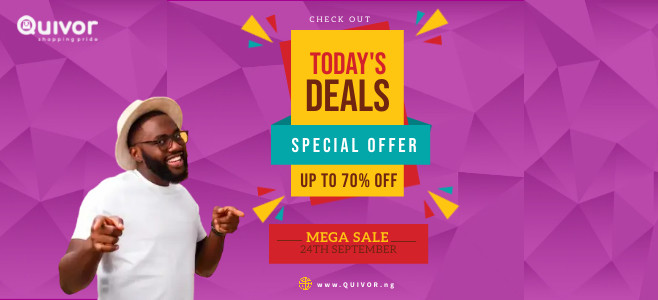 Quivor
shopping pride
CHECK OUT
TODAY'S
DEALS
SPECIAL OFFER
UP TO 70% OFF
MEGA SALE
24TH SEPTEMBER
www.QUIVOR.ng